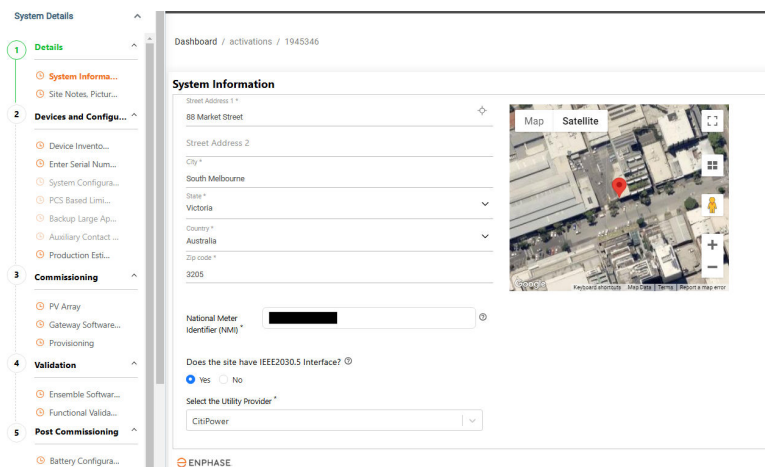 System Details
1
Details
System Informa...
Site Notes, Pictur...
2
Devices and Configu...
Device Invento...
Enter Serial Num...
System Configura...
PCS Based Limi...
Backup Large Ap...
Auxiliary Contact ...
Production Esti...
3
Commissioning
PV Array
Gateway Software...
Provisioning
4
Validation
Ensemble Softwar...
Functional Valida...
5
Post Commissioning
Battery Configura...
Dashboard / activations / 1945346
System Information
Street Address 1 *
88 Market Street
Street Address 2
City *
South Melbourne
State *
Victoria
Country *
Australia
Zip code *
3205
Map Satellite
Google
Keyboard shortcuts Map Data Terms Report a map error
National Meter
Identifier (NMI) *
Does the site have IEEE2030.5 Interface?
Yes No
Select the Utility Provider *
CitiPower
ENPHASE